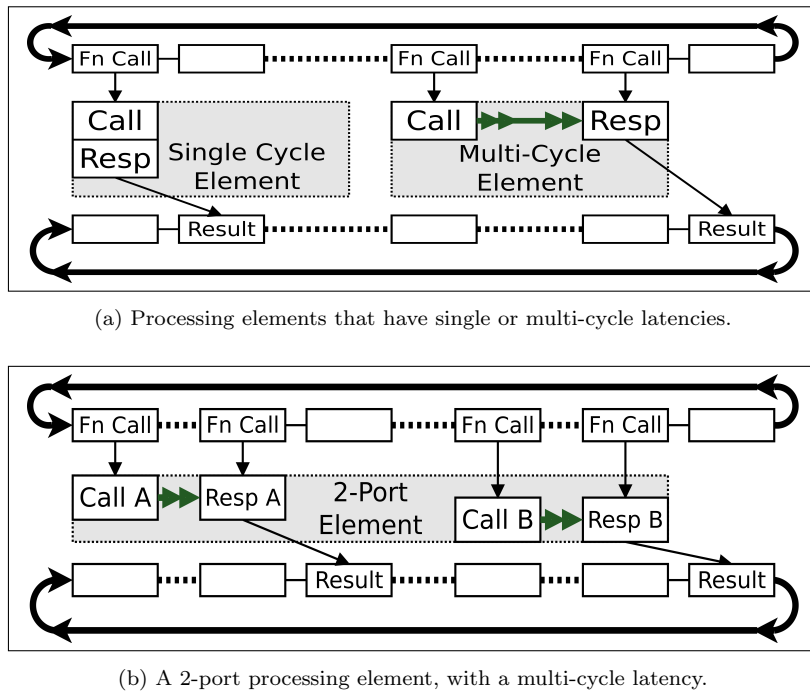 Fn Call Fn Call Fn Call
Call Call Resp
Resp Single Cycle Multi-Cycle
Element Element
Result Result
(a) Processing elements that have single or multi-cycle latencies.
Fn Call Fn Call Fn Call Fn Call
Call A Resp A 2-Port
Element Call B Resp B
Result Result
(b) A 2-port processing element, with a multi-cycle latency.